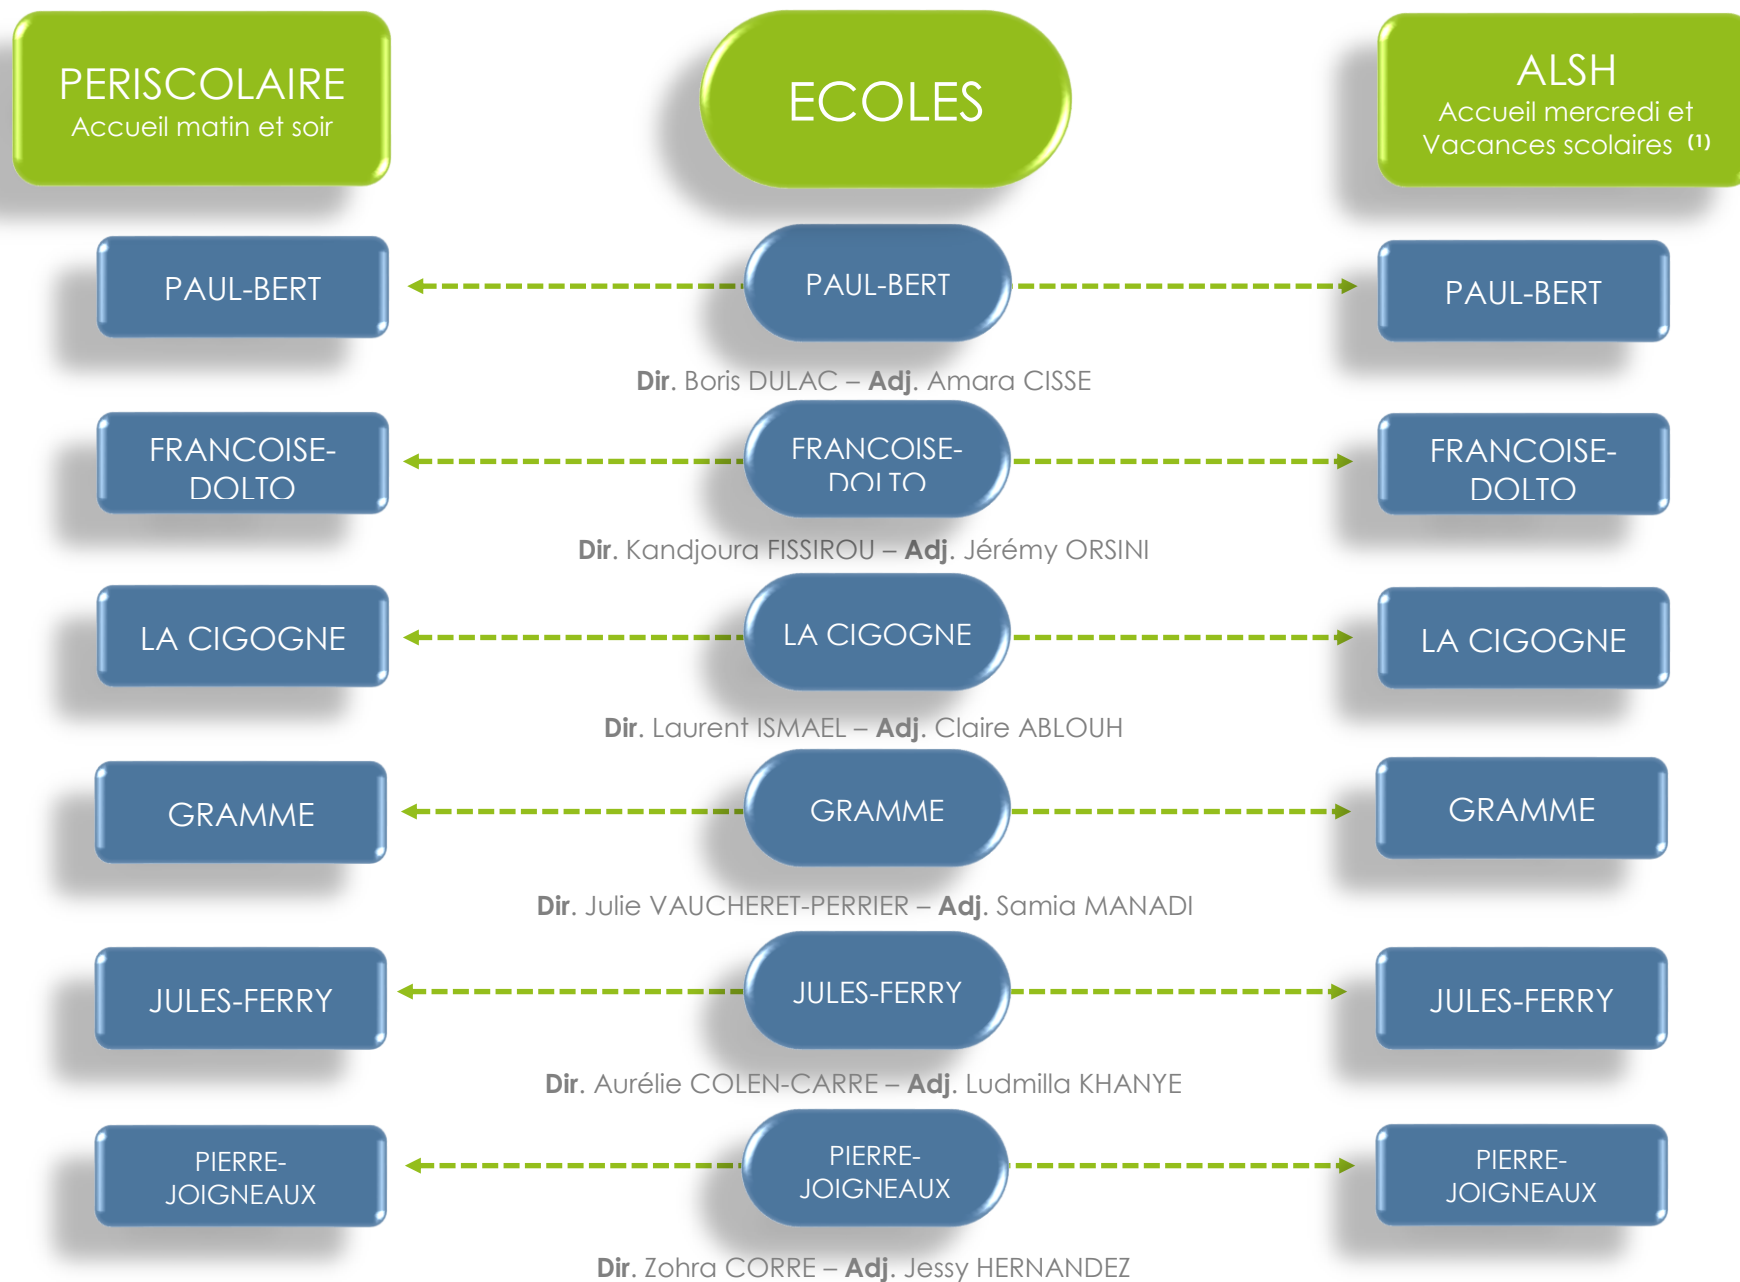 PERISCOLAIRE
Accueil matin et soir
ECOLES
ALSH
Accueil mercredi et
Vacances scolaires (1)
PAUL-BERT
PAUL-BERT
PAUL-BERT
Dir. Boris DULAC – Adj. Amara CISSE
FRANCOISE-
DOLTO
FRANCOISE-
DOLTO
FRANCOISE-
DOLTO
Dir. Kandjoura FISSIROU – Adj. Jérémy ORSINI
LA CIGOGNE
LA CIGOGNE
LA CIGOGNE
Dir. Laurent ISMAEL – Adj. Claire ABLOUH
GRAMME
GRAMME
GRAMME
Dir. Julie VAUCHERET-PERRIER – Adj. Samia MANADI
JULES-FERRY
JULES-FERRY
JULES-FERRY
Dir. Aurélie COLEN-CARRE – Adj. Ludmilla KHANYE
PIERRE-
JOIGNEAUX
PIERRE-
JOIGNEAUX
PIERRE-
JOIGNEAUX
Dir. Zohra CORRE – Adj. Jessy HERNANDEZ